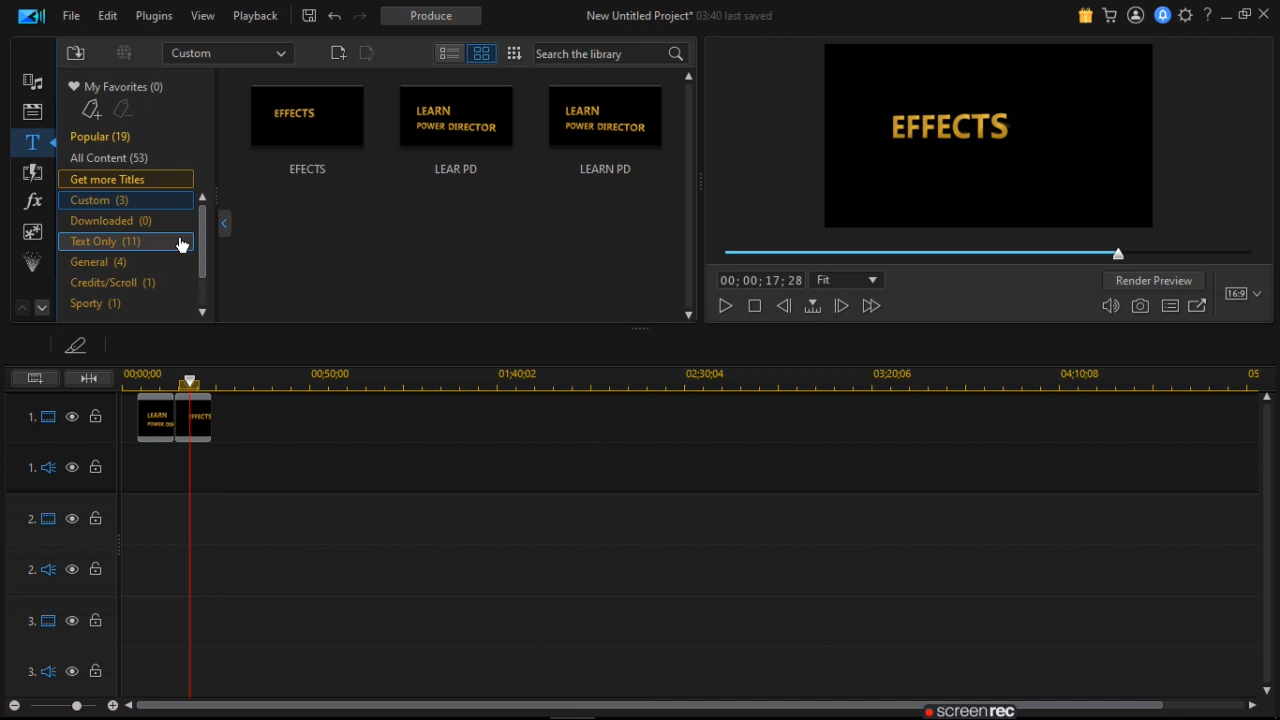 File Edit Plugins View Playback Produce New Untitled Project* 03:40 last saved
Custom Search the library
My Favorites (0)
Popular (19)
All Content (53)
Get more Titles
Custom (3)
Downloaded (0)
Text Only (11)
General (4)
Credits/Scroll (1)
Sporty (1)
EFFECTS
EFECTS
LEARN
POWER DIRECTOR
LEAR PD
LEARN
POWER DIRECTOR
LEARN PD
EFFECTS
00; 00; 17; 28 Fit Render Preview
16:9
00;00;00 00;50;00 01;40;02 02;30;04 03;20;06 04;10;08 05
1. LEARN EFFECTS
1.
2.
2.
3.
3.
screenrec